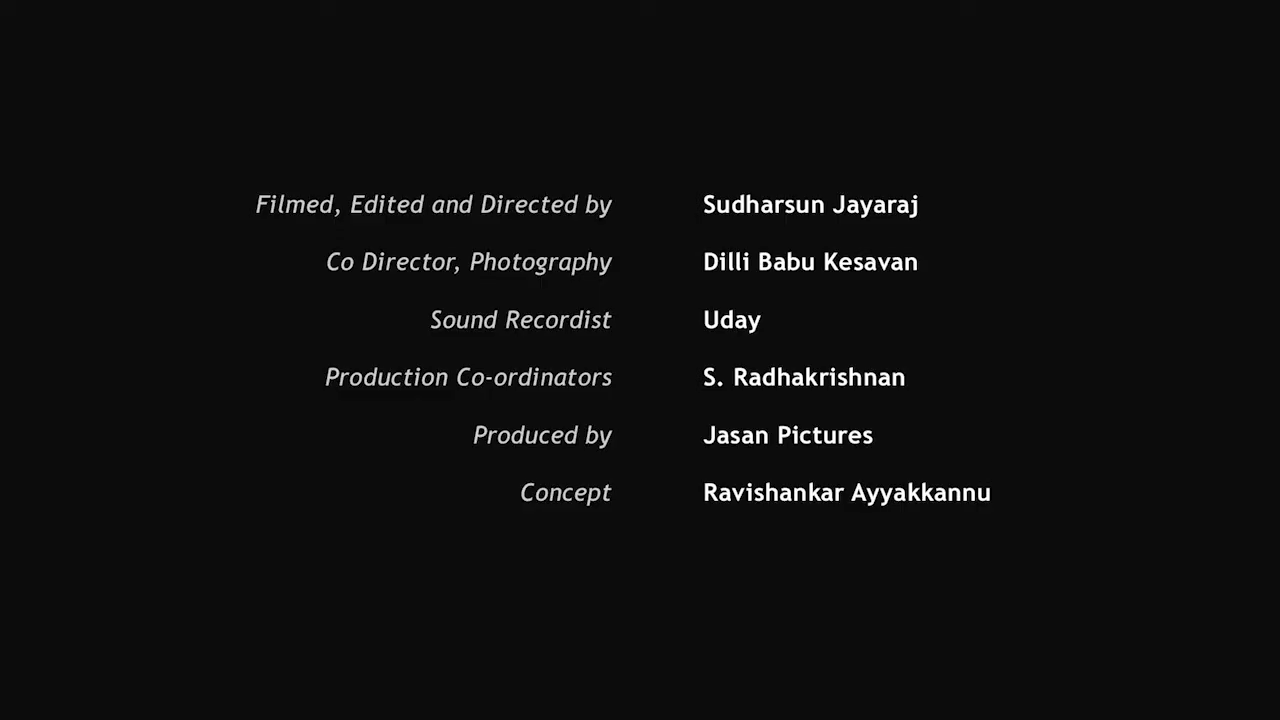 Filmed, Edited and Directed by Sudharsun Jayaraj
Co Director, Photography Dilli Babu Kesavan
Sound Recordist Uday
Production Co-ordinators S. Radhakrishnan
Produced by Jasan Pictures
Concept Ravishankar Ayyakkannu